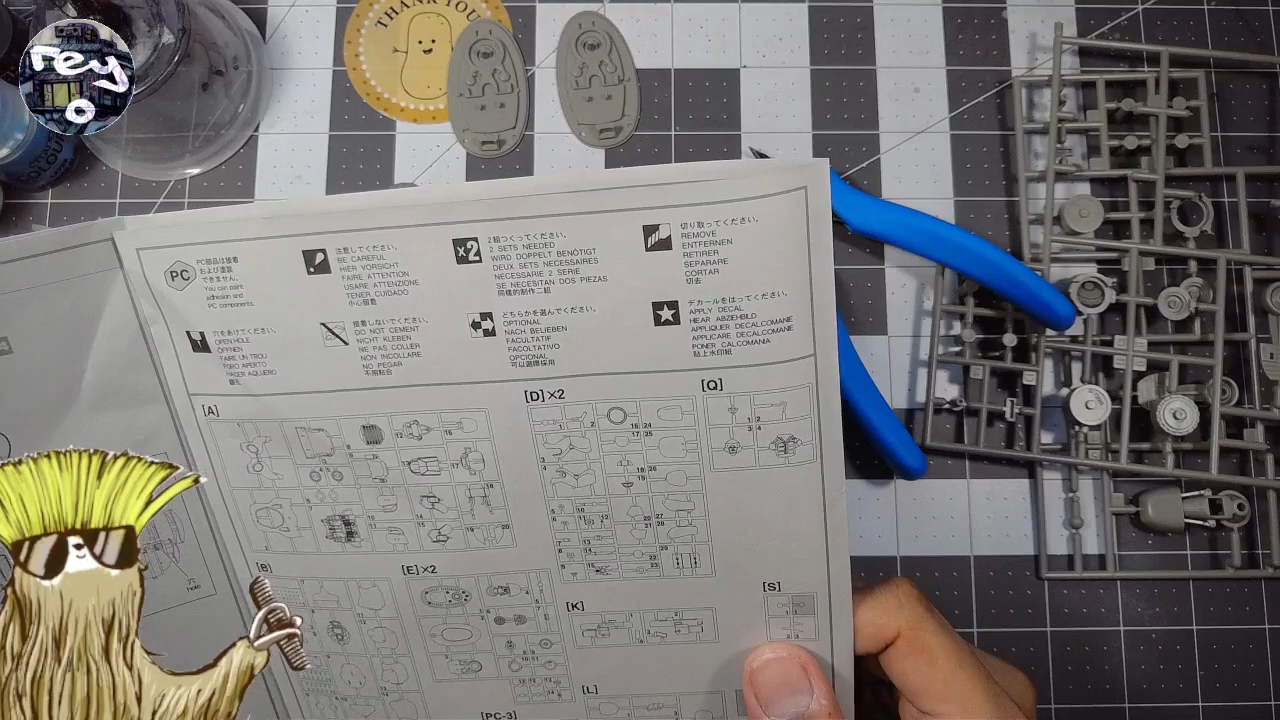 rey
o
THANK YOU
PC
PC部品は接着
および塗装
できません。
You can paint
adhesion and
PC components.
注意してください。
BE CAREFUL
HIER VORSICHT
FAIRE ATTENTION
USARE ATTENZIONE
TENER CUIDADO
小心留意
×2
2組つくってください。
2 SETS NEEDED
WIRD DOPPELT BENÖTIGT
DEUX SETS NECESSAIRES
NECESSARIE 2 SERIE
SE NECESITAN DOS PIEZAS
同様的制作二組
切り取ってください。
REMOVE
ENTFERNEN
RETIRER
SEPARARE
CORTAR
切去
穴をあけてください。
OPEN HOLE
ÖFFNEN
FAIRE UN TROU
FORO APERTO
HACER AGUJERO
鑽孔
接着しないでください。
DO NOT CEMENT
NICHT KLEBEN
NE PAS COLLER
NON INCOLLARE
NO PEGAR
不用粘合
どちらかを選んでください。
OPTIONAL
NACH BELIEBEN
FACULTATIF
FACOLTATIVO
OPCIONAL
可以選擇採用
デカールをはってください。
APPLY DECAL
HEAR ABZIEHBILD
APPLIQUER DECALCOMANIE
APPLICARE DECALCOMANIE
PONER CALCOMANIA
貼上水印紙
[A]
[D]×2
[Q]
[B]
[E]×2
[K]
[S]
[L]
[PC-3]
穴
hole